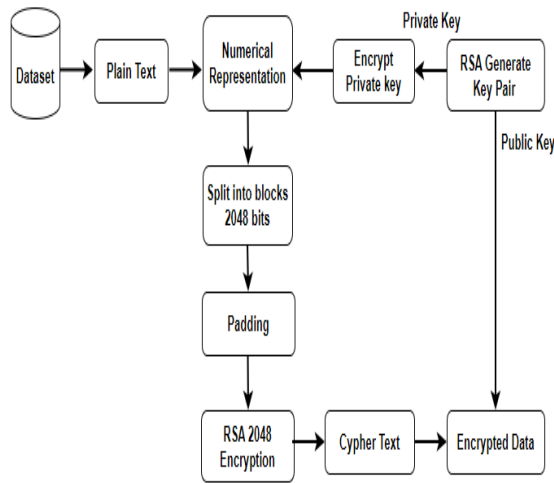 Private Key
Dataset
Plain Text
Numerical
Representation
Encrypt
Private key
RSA Generate
Key Pair
Public Key
Split into blocks
2048 bits
Padding
RSA 2048
Encryption
Cypher Text
Encrypted Data